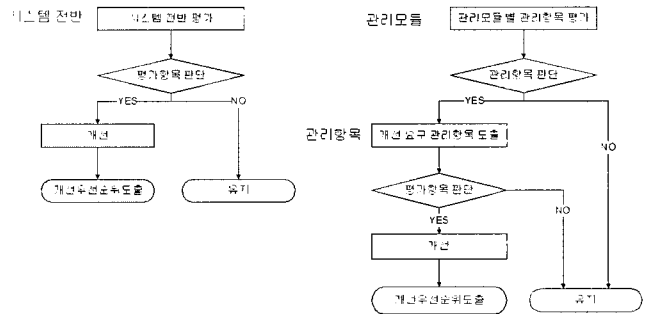 시스템 전반
시스템 전반 평가
평가항목 판단
YES
NO
개선
개선우선순위도출
유지
관리모듈
관리모듈별 관리항목 평가
관리항목 판단
YES
NO
관리항목
개선 요구 관리항목 도출
평가항목 판단
YES
NO
개선
개선우선순위도출
유지